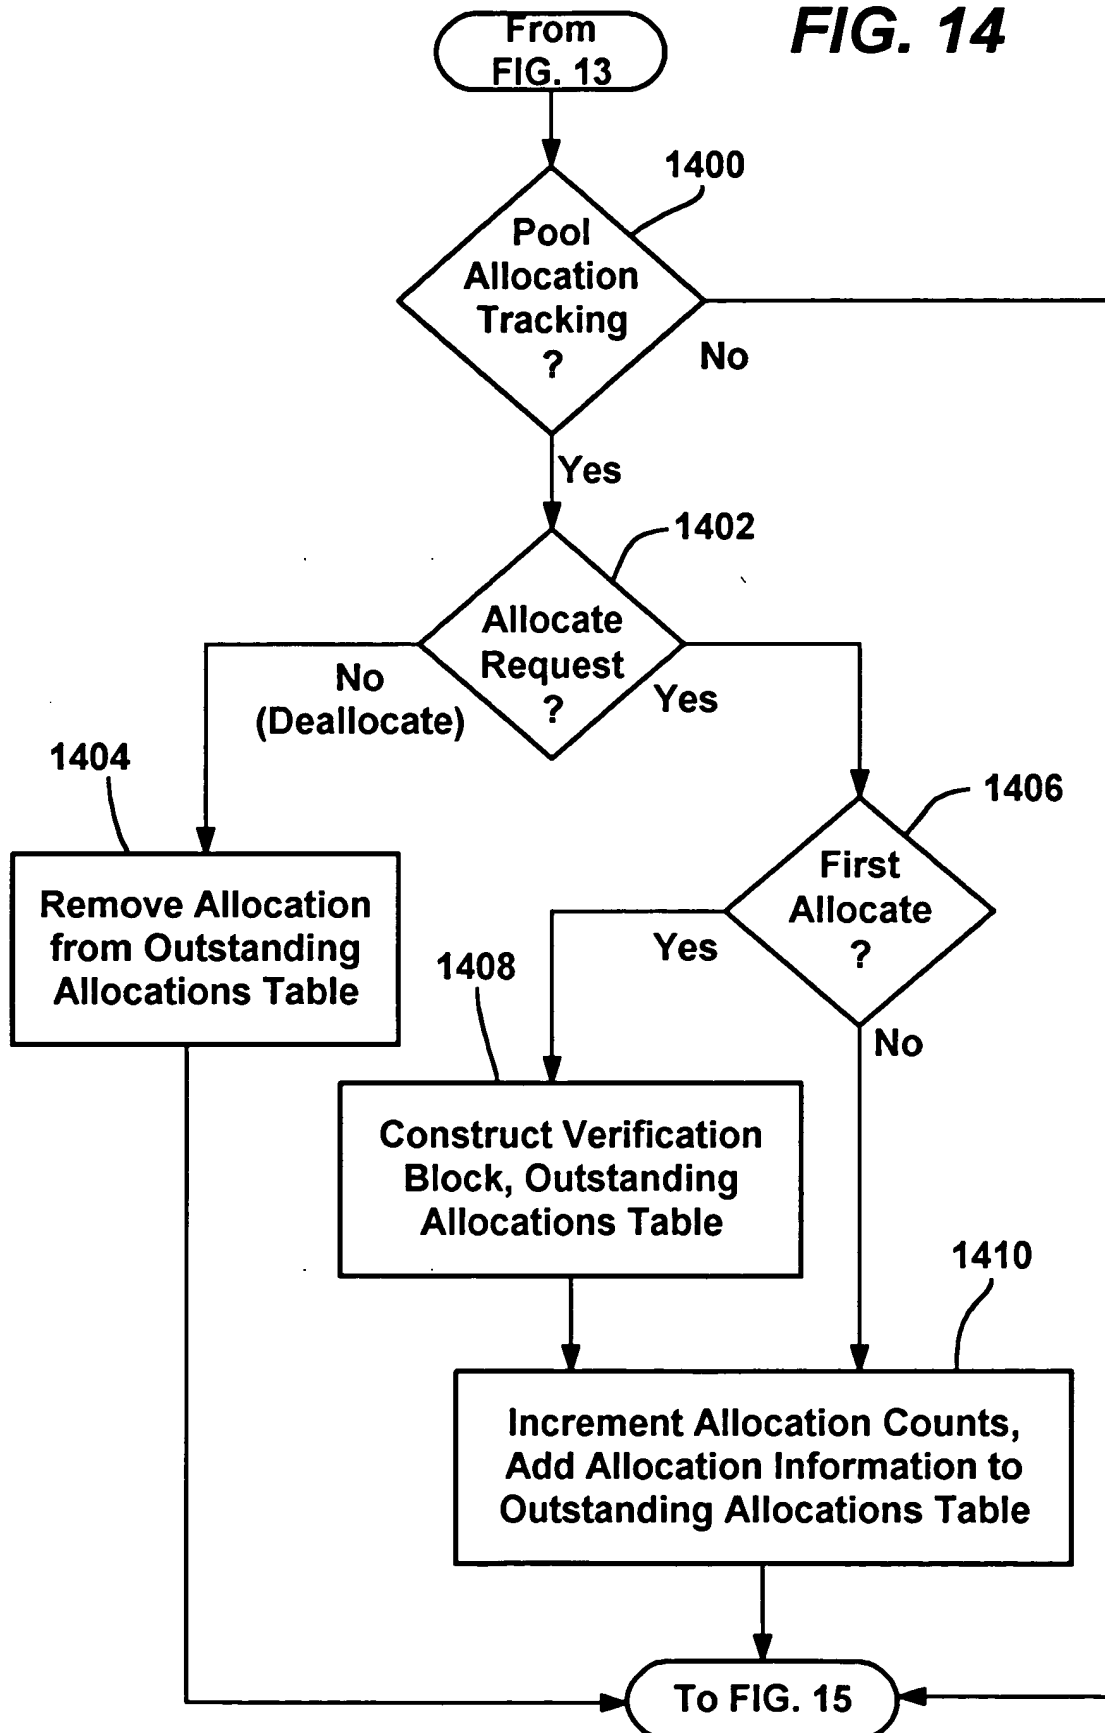 FIG. 14
From
FIG. 13
1400
Pool
Allocation
Tracking
?
No
Yes
1402
Allocate
Request
?
No
(Deallocate)
Yes
1404
1406
Remove Allocation
from Outstanding
Allocations Table
First
Allocate
?
Yes
No
1408
Construct Verification
Block, Outstanding
Allocations Table
1410
Increment Allocation Counts,
Add Allocation Information to
Outstanding Allocations Table
To FIG. 15